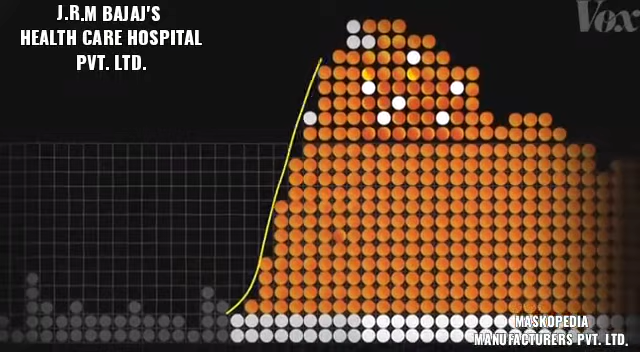 J.R.M BAJAJ'S
HEALTH CARE HOSPITAL
PVT. LTD.
Vox
MASKOPEDIA
MANUFACTURERS PVT. LTD.